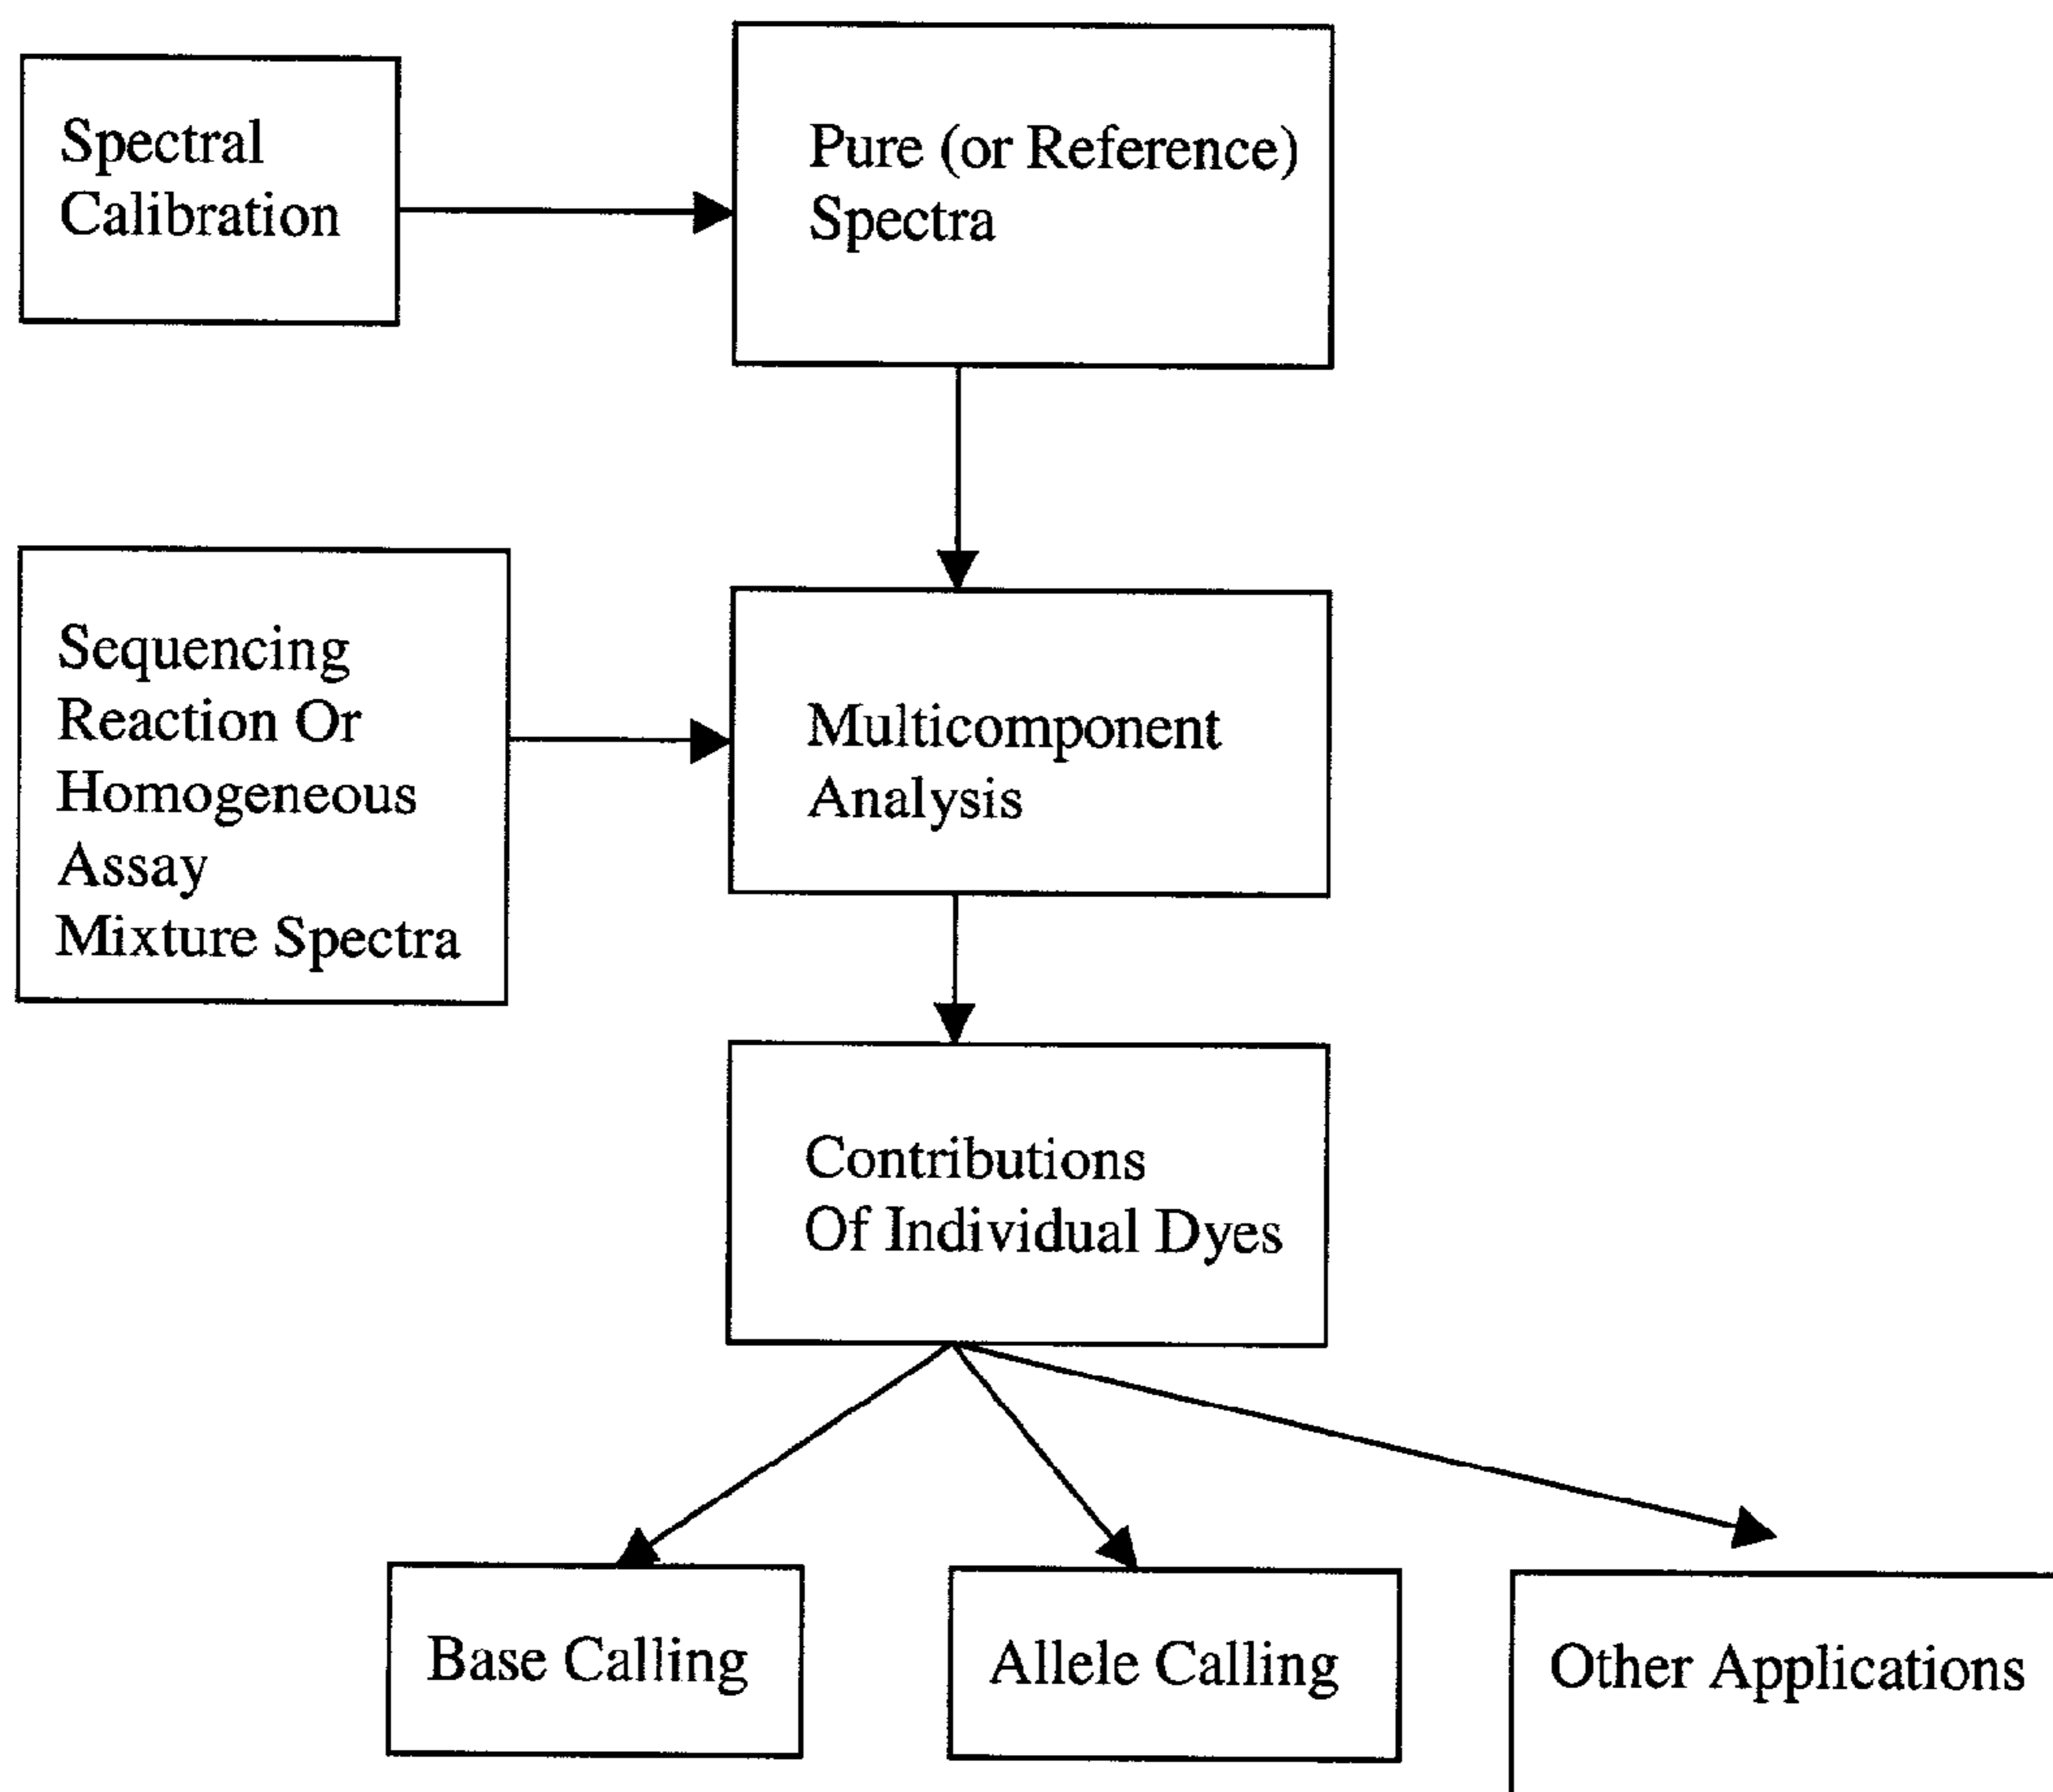 Spectral
Calibration
Pure (or Reference)
Spectra
Sequencing
Reaction Or
Homogeneous
Assay
Mixture Spectra
Multicomponent
Analysis
Contributions
Of Individual Dyes
Base Calling
Allele Calling
Other Applications